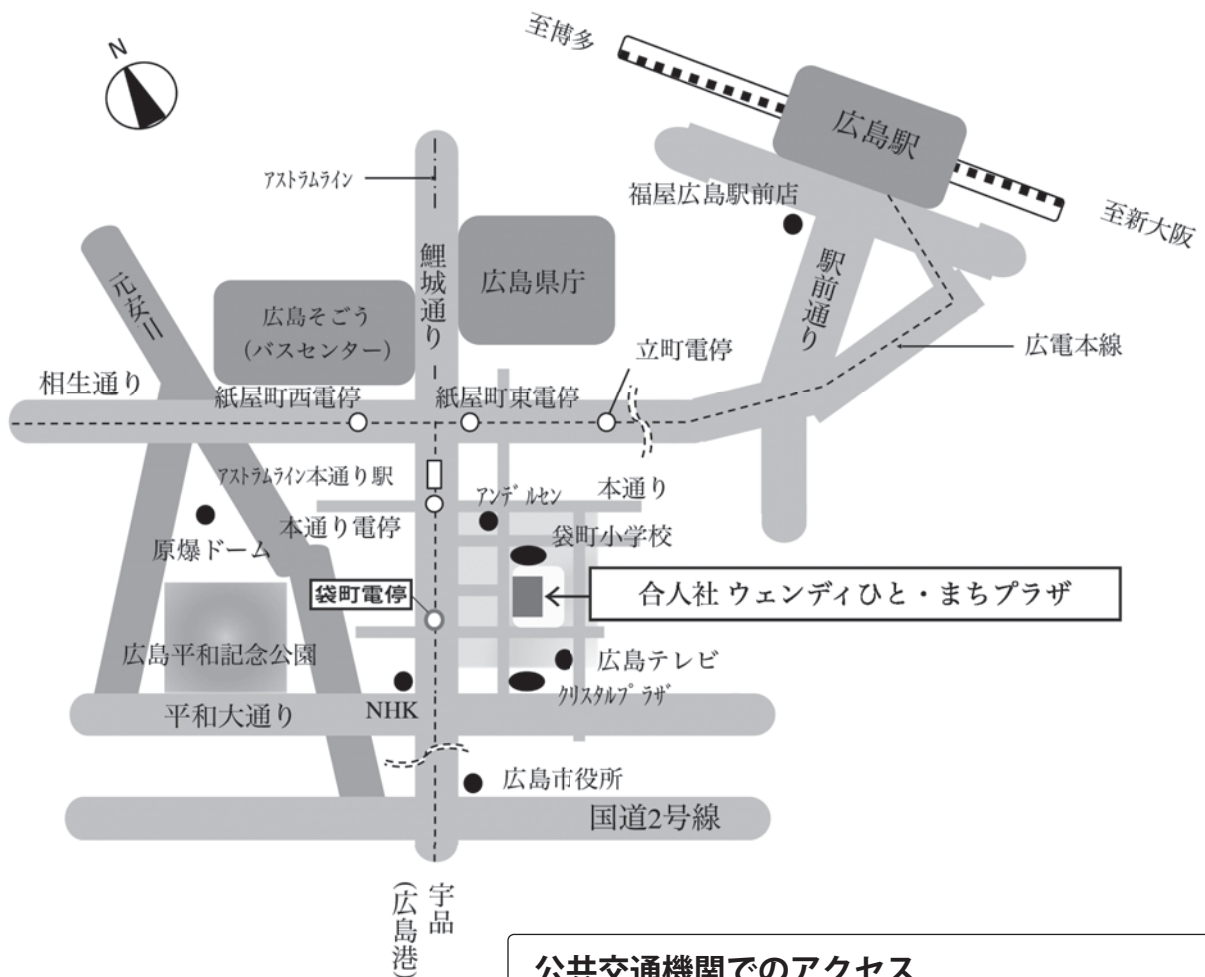 至博多
N
広島駅
アストラムライン
福屋広島駅前店
至新大阪
鯉城通り
広島県庁
元安川
広島そごう
(バスセンター)
駅前通り
立町電停
広電本線
相生通り
紙屋町西電停
紙屋町東電停
アストラムライン本通り駅
アンデルセン
本通り
本通り電停
袋町小学校
原爆ドーム
袋町電停
合人社 ウェンディひと・まちプラザ
広島平和記念公園
広島テレビ
クリスタルプラザ
平和大通り
NHK
広島市役所
国道2号線
宇品
(広島港)
公共交通機関でのアクセス